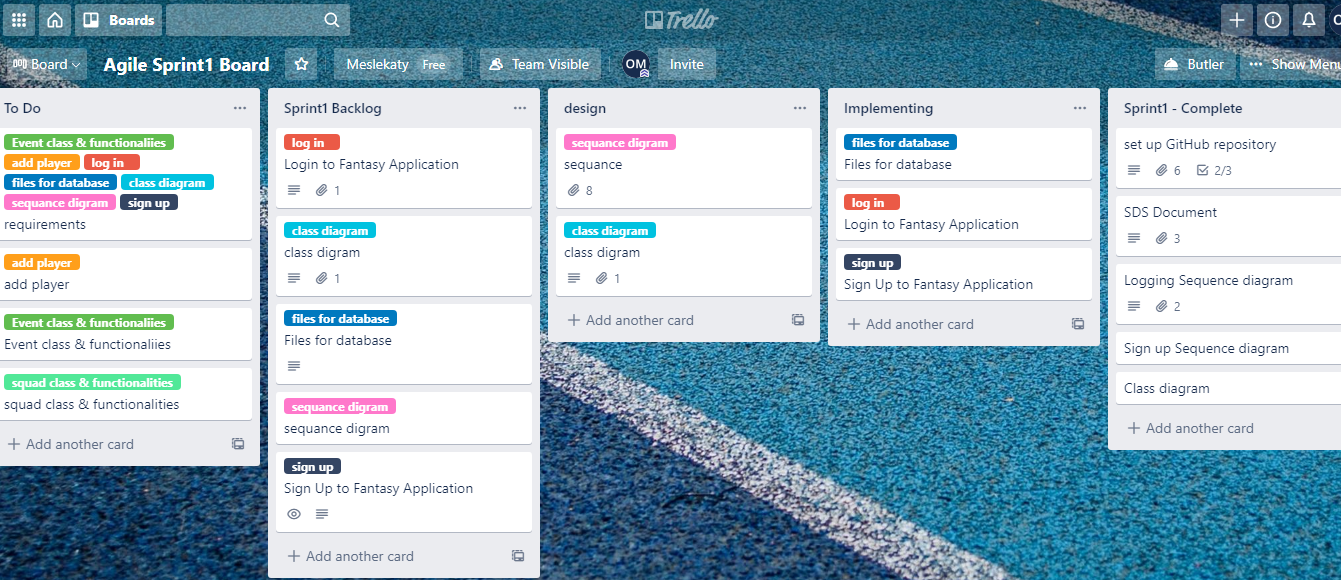 Boards
Trello
Board
Agile Sprint1 Board
Meslekaty Free
Team Visible
OM
Invite
Butler
Show Menu
To Do
Event class & functionaliies
add player log in
files for database class diagram
sequance digram sign up
requirements
add player
add player
Event class & functionaliies
Event class & functionaliies
squad class & functionalities
squad class & functionalities
Add another card
Sprint1 Backlog
log in
Login to Fantasy Application
1
class diagram
class digram
1
files for database
Files for database
sequance digram
sequance digram
sign up
Sign Up to Fantasy Application
Add another card
design
sequance digram
sequance
8
class diagram
class digram
1
Add another card
Implementing
files for database
Files for database
log in
Login to Fantasy Application
sign up
Sign Up to Fantasy Application
Add another card
Sprint1 - Complete
set up GitHub repository
6 2/3
SDS Document
3
Logging Sequence diagram
2
Sign up Sequence diagram
Class diagram
Add another card